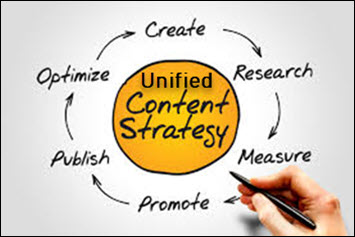 Create
Optimize
Unified
Research
Content
Strategy
Publish
Measure
Promote